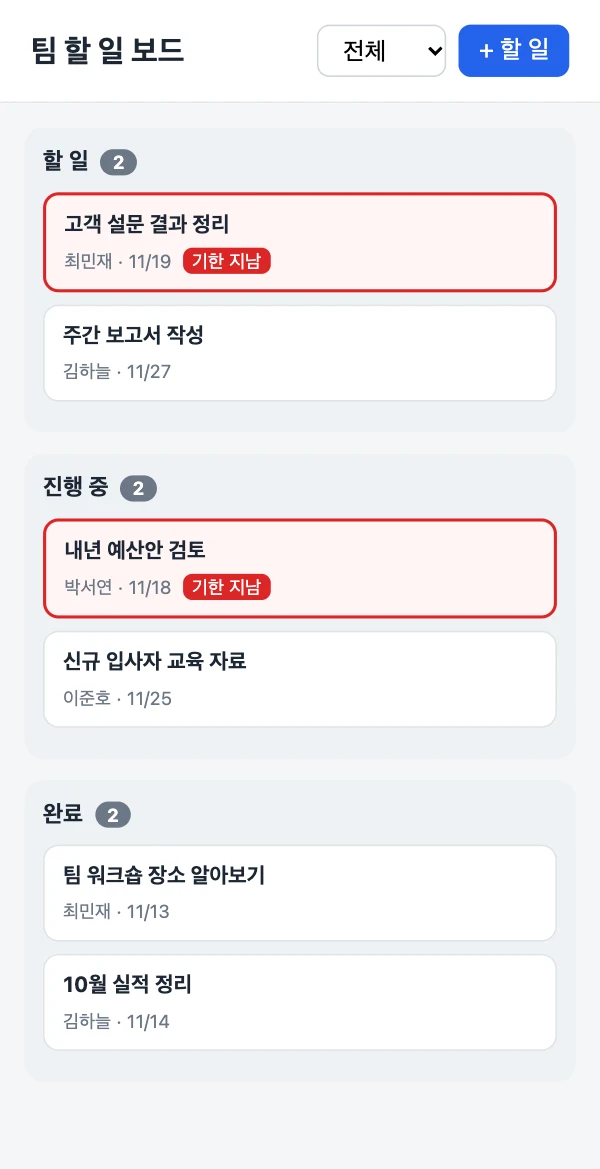 팀 할 일 보드
전체
+ 할 일
할 일 2
고객 설문 결과 정리
최민재 · 11/19 기한 지남
주간 보고서 작성
김하늘 · 11/27
진행 중 2
내년 예산안 검토
박서연 · 11/18 기한 지남
신규 입사자 교육 자료
이준호 · 11/25
완료 2
팀 워크숍 장소 알아보기
최민재 · 11/13
10월 실적 정리
김하늘 · 11/14